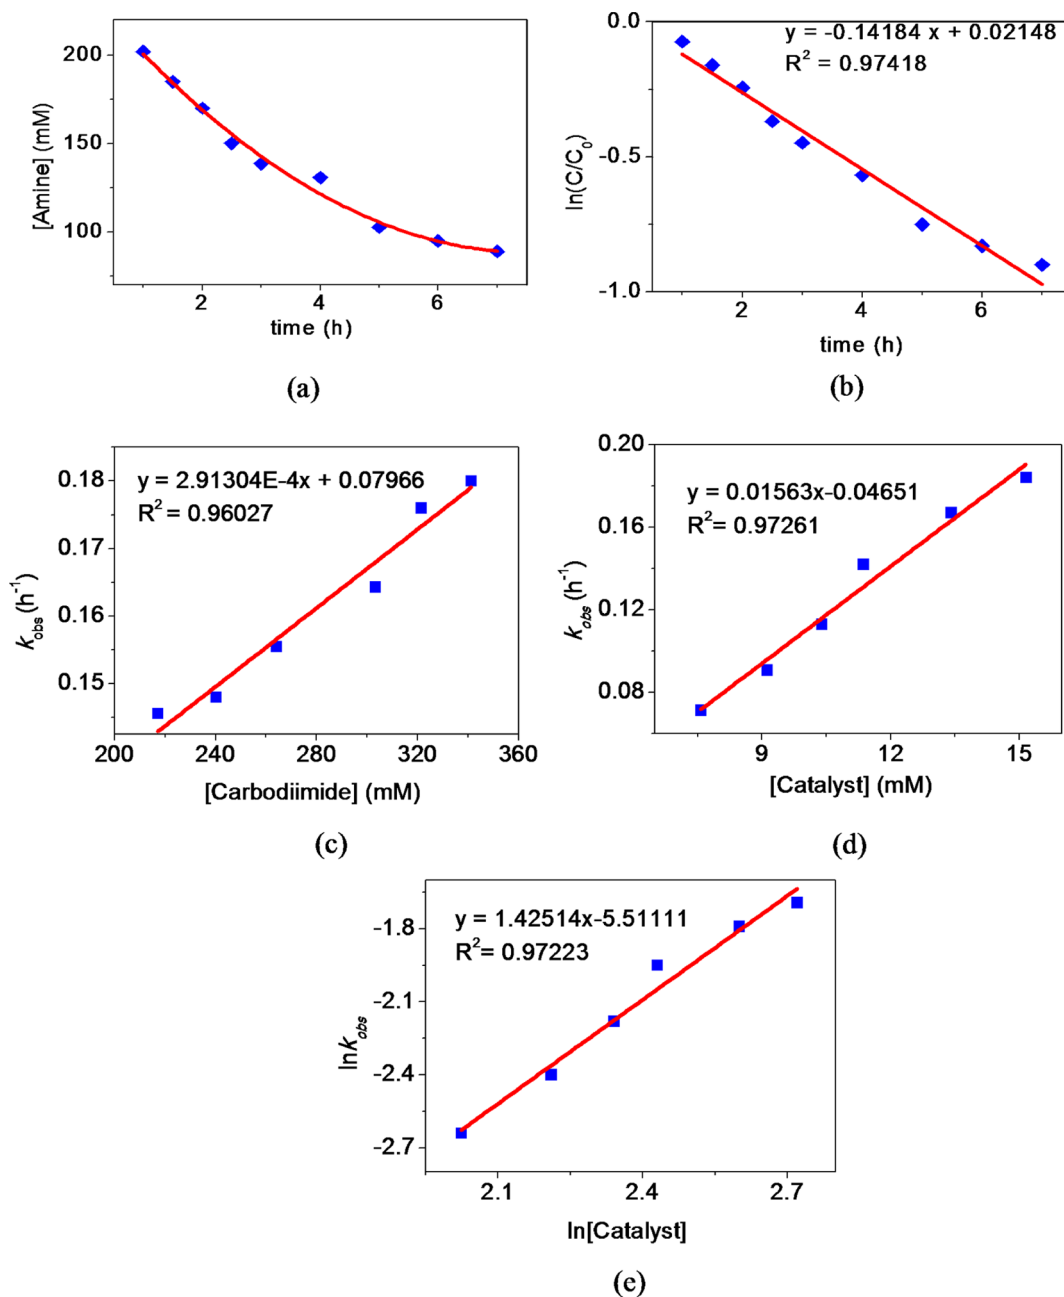 200
150
100
2
4
6
[Amine] (mM)
time (h)
(a)
y = -0.14184 x + 0.02148
R² = 0.97418
0.0
-0.5
-1.0
2
4
6
ln(C/C₀)
time (h)
(b)
y = 2.91304E-4x + 0.07966
R² = 0.96027
0.18
0.17
0.16
0.15
200
240
280
320
360
k_obs (h⁻¹)
[Carbodiimide] (mM)
(c)
y = 0.01563x-0.04651
R²= 0.97261
0.20
0.16
0.12
0.08
9
12
15
k_obs (h⁻¹)
[Catalyst] (mM)
(d)
y = 1.42514x-5.51111
R²= 0.97223
-1.8
-2.1
-2.4
-2.7
2.1
2.4
2.7
lnk_obs
ln[Catalyst]
(e)